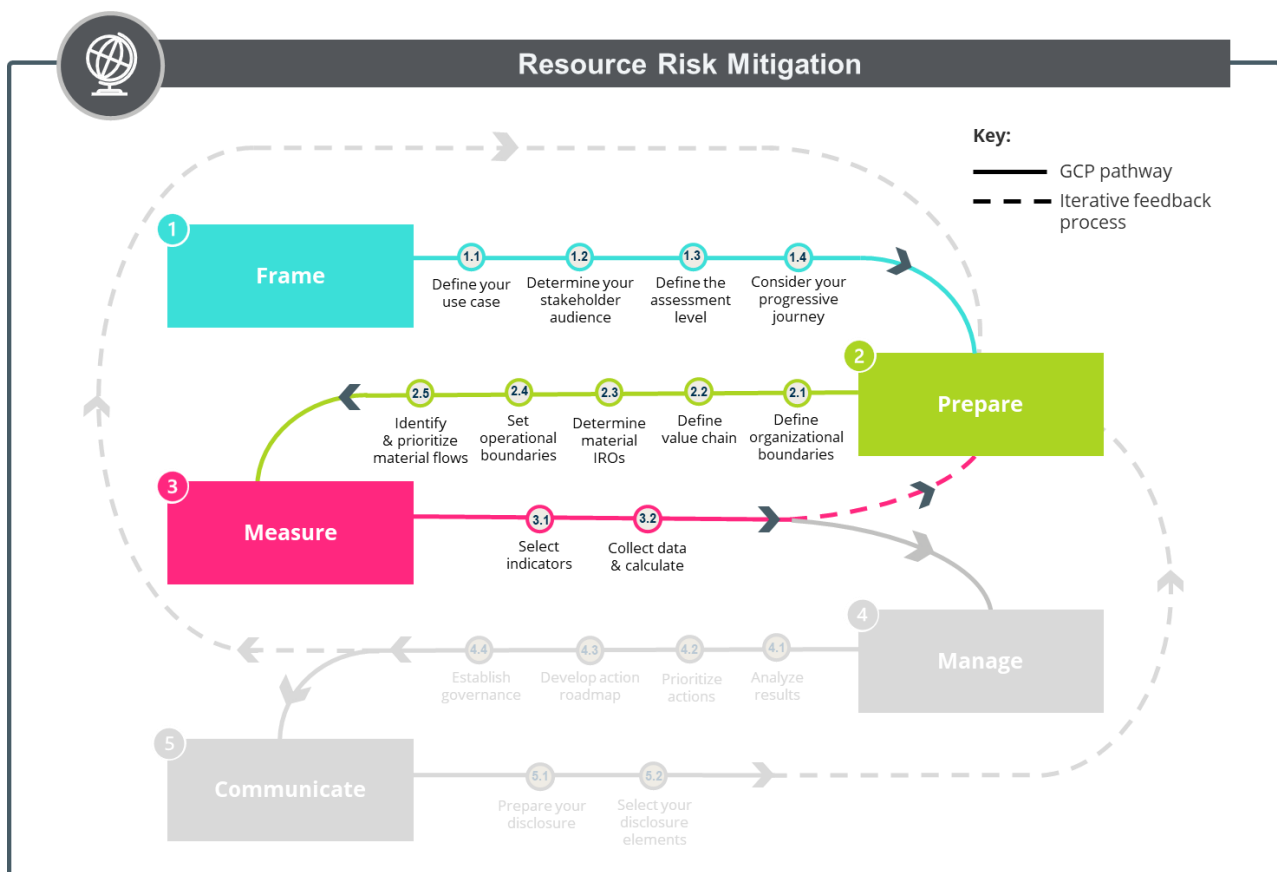 Resource Risk Mitigation
Key:
GCP pathway
Iterative feedback
process
1
Frame
1.1
Define your
use case
1.2
Determine your
stakeholder
audience
1.3
Define the
assessment
level
1.4
Consider your
progressive
journey
2
Prepare
2.1
Define
organizational
boundaries
2.2
Define
value chain
2.3
Determine
material
IROs
2.4
Set
operational
boundaries
2.5
Identify
& prioritize
material flows
3
Measure
3.1
Select
indicators
3.2
Collect data
& calculate
4
Manage
4.1
Analyze
results
4.2
Prioritize
actions
4.3
Develop action
roadmap
4.4
Establish
governance
5
Communicate
5.1
Prepare your
disclosure
5.2
Select your
disclosure
elements